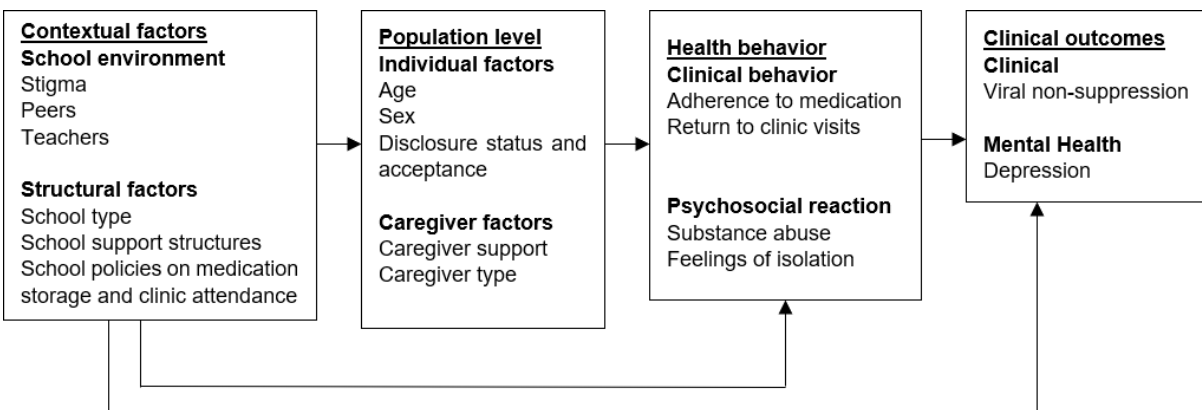 Contextual factors
School environment
Stigma
Peers
Teachers
Structural factors
School type
School support structures
School policies on medication
storage and clinic attendance
Population level
Individual factors
Age
Sex
Disclosure status and
acceptance
Caregiver factors
Caregiver support
Caregiver type
Health behavior
Clinical behavior
Adherence to medication
Return to clinic visits
Psychosocial reaction
Substance abuse
Feelings of isolation
Clinical outcomes
Clinical
Viral non-suppression
Mental Health
Depression